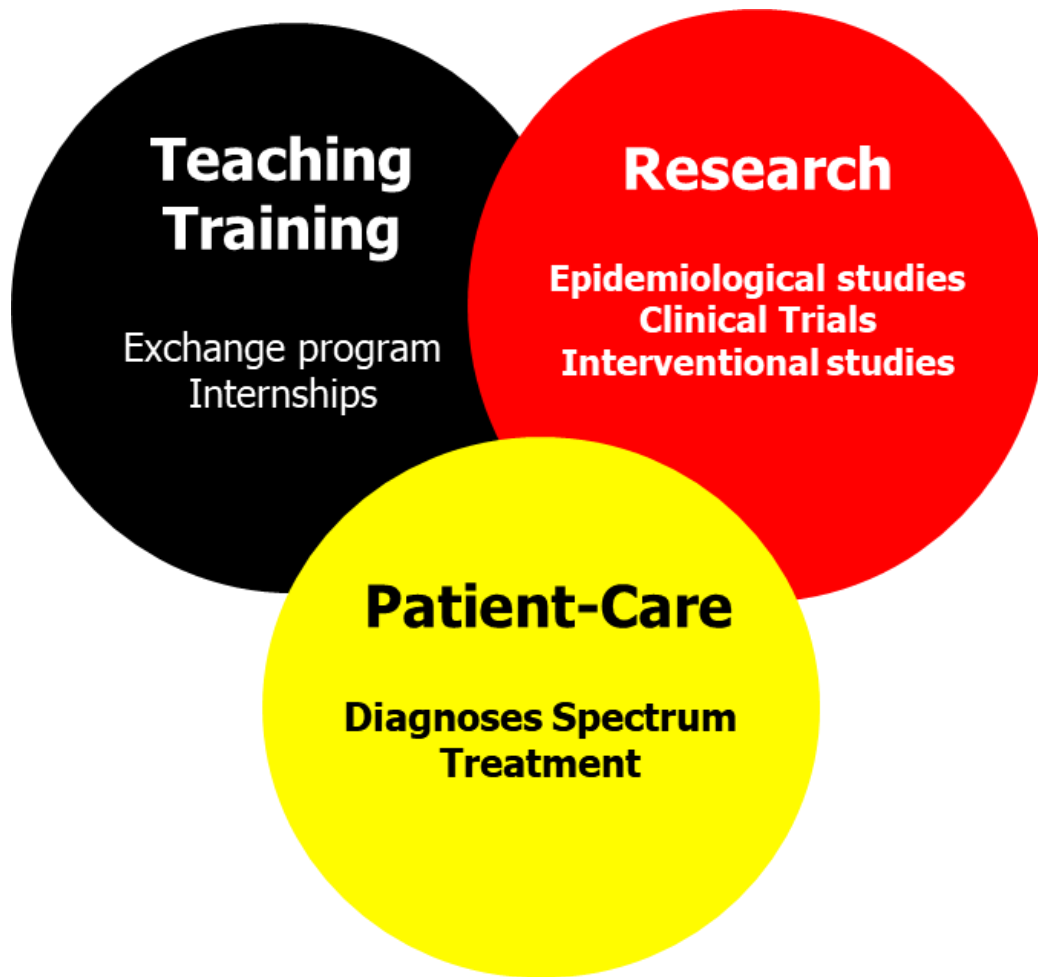 Teaching
Training
Exchange program
Internships
Research
Epidemiological studies
Clinical Trials
Interventional studies
Patient-Care
Diagnoses Spectrum
Treatment